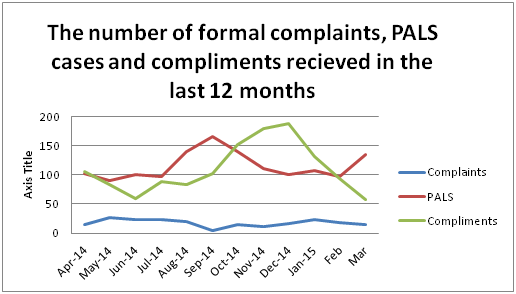 The number of formal complaints, PALS
cases and compliments recieved in the
last 12 months
Axis Title
200
150
100
50
0
Apr-14
May-14
Jun-14
Jul-14
Aug-14
Sep-14
Oct-14
Nov-14
Dec-14
Jan-15
Feb
Mar
Complaints
PALS
Compliments